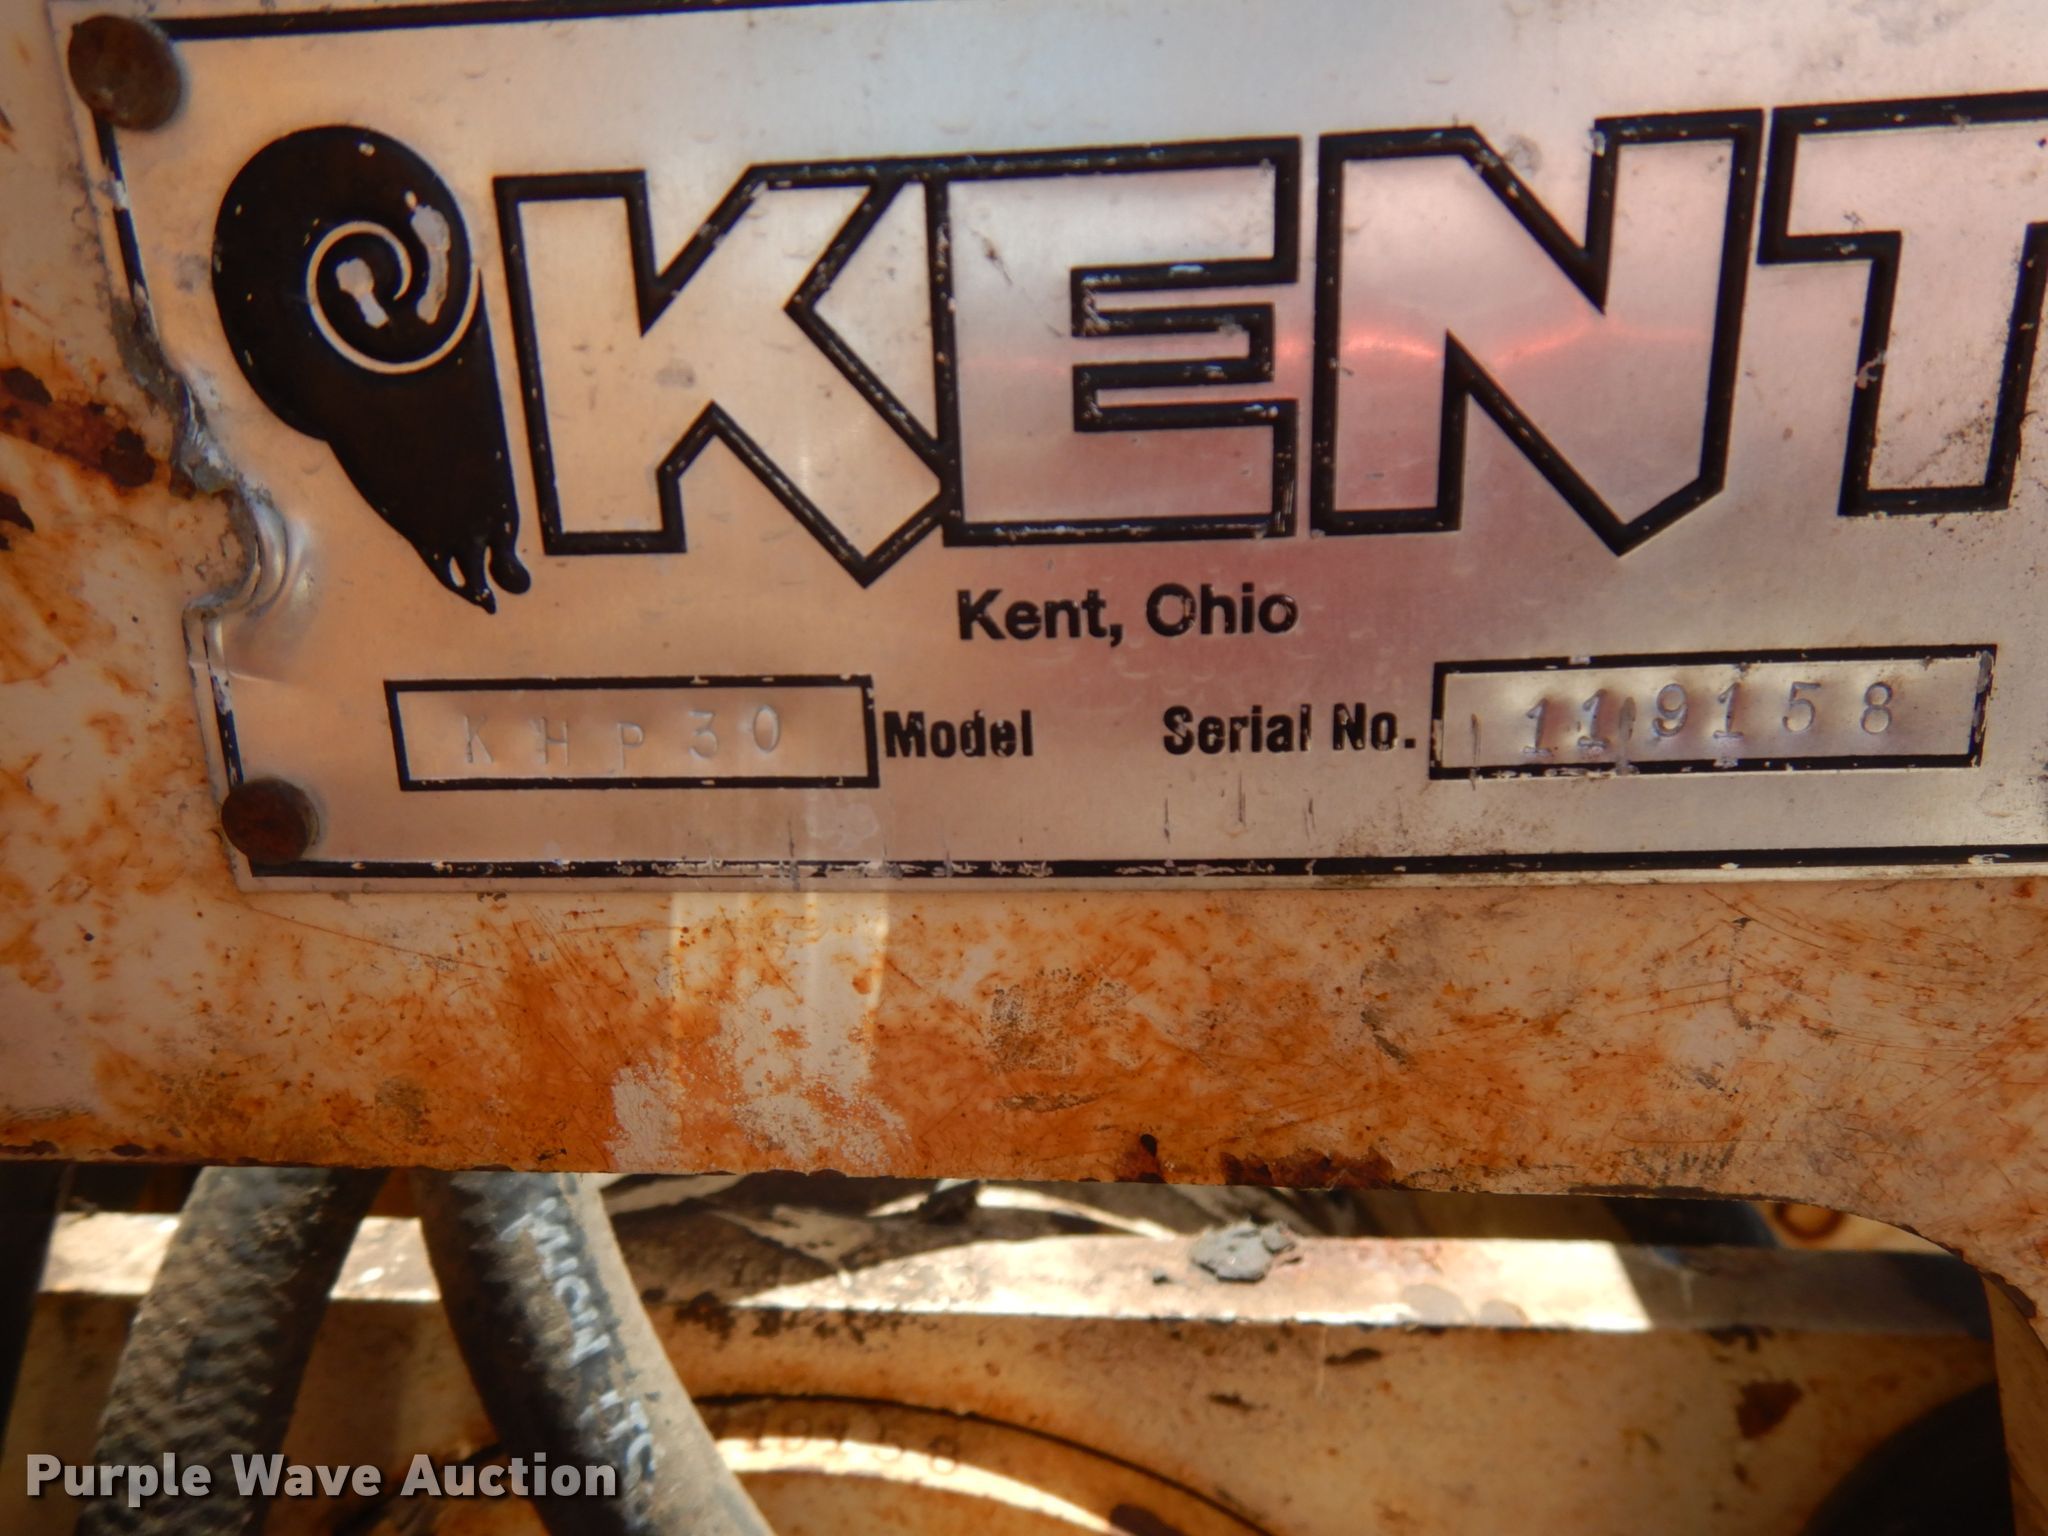 KENT
Kent, Ohio
KHP30 Model Serial No. 119158
Purple Wave Auction